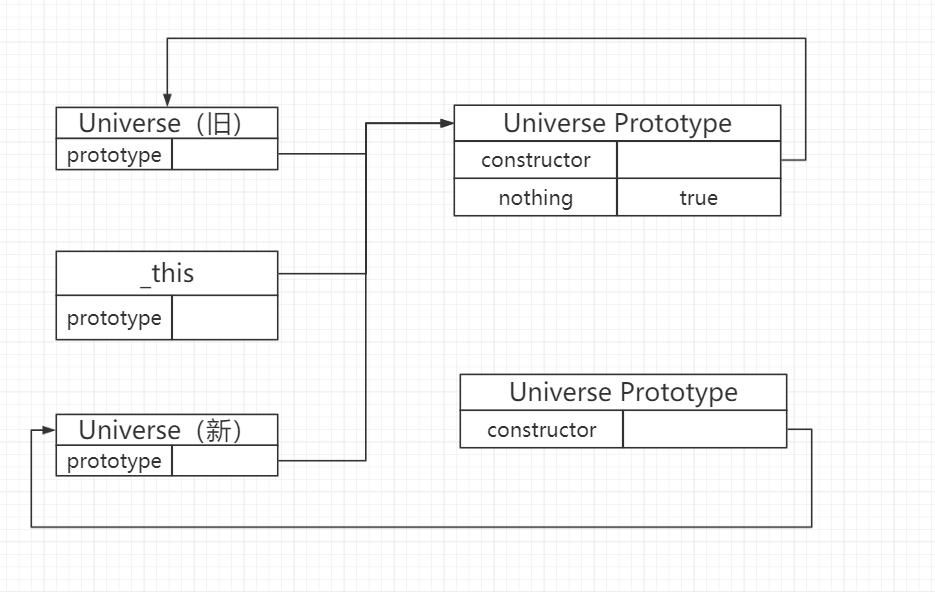 Universe（旧）
prototype
Universe Prototype
constructor
nothing true
_this
prototype
Universe（新）
prototype
Universe Prototype
constructor